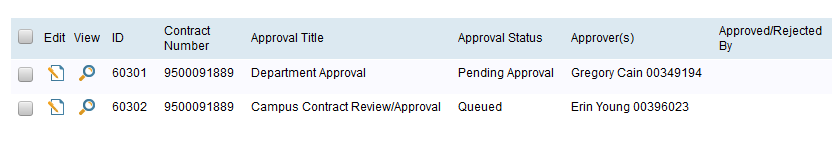 Edit View ID Contract Number Approval Title Approval Status Approver(s) Approved/Rejected By
60301 9500091889 Department Approval Pending Approval Gregory Cain 00349194
60302 9500091889 Campus Contract Review/Approval Queued Erin Young 00396023